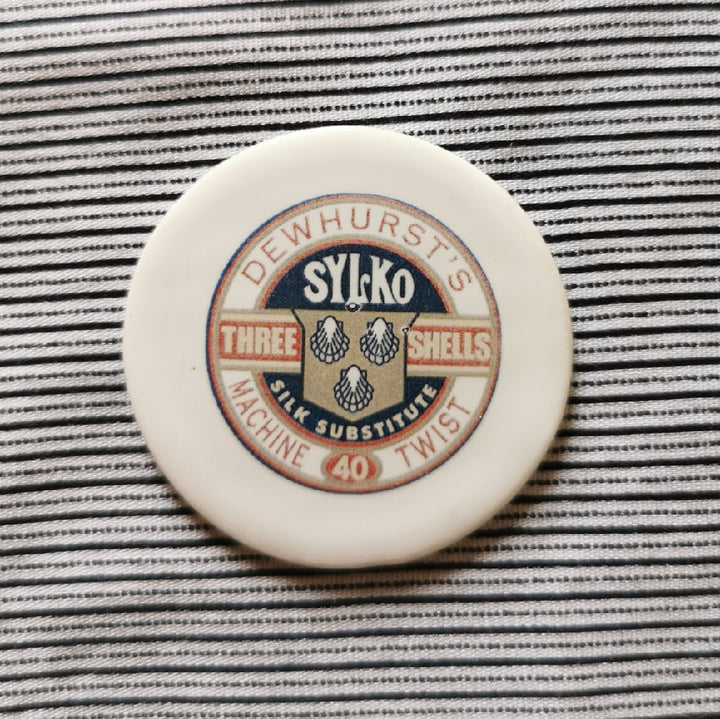 DEWHURST'S
SYLKO
THREE SHELLS
SILK SUBSTITUTE
MACHINE TWIST
40